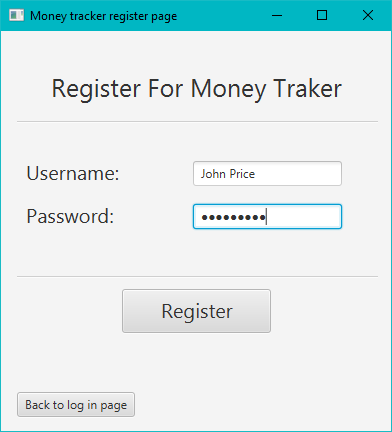 Money tracker register page
Register For Money Traker
Username:
John Price
Password:
●●●●●●●●●
Register
Back to log in page